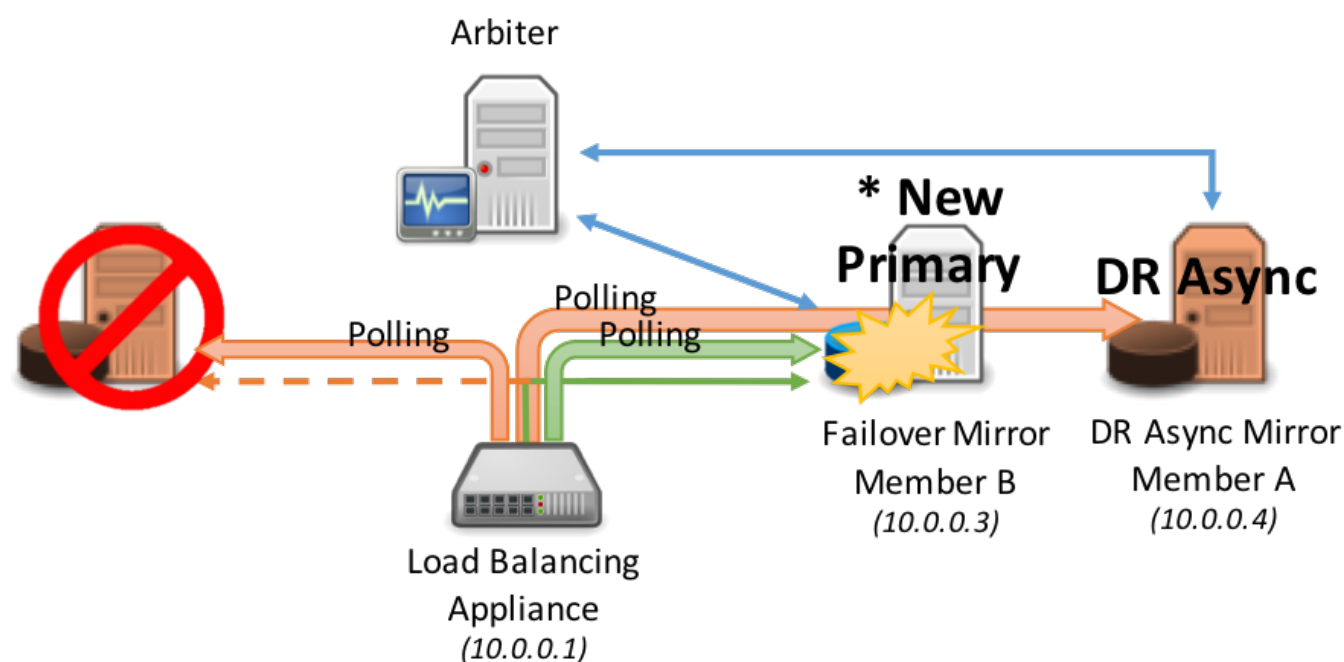 Arbiter
* New
Primary
DR Async
Polling
Polling
Polling
Failover Mirror
Member B
(10.0.0.3)
DR Async Mirror
Member A
(10.0.0.4)
Load Balancing
Appliance
(10.0.0.1)